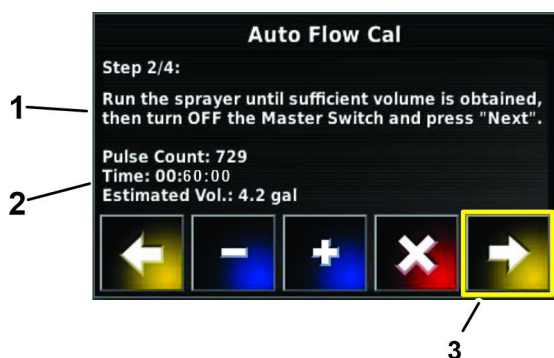 Auto Flow Cal
Step 2/4:
Run the sprayer until sufficient volume is obtained,
then turn OFF the Master Switch and press "Next".
Pulse Count: 729
Time: 00:60:00
Estimated Vol.: 4.2 gal
1
2
3